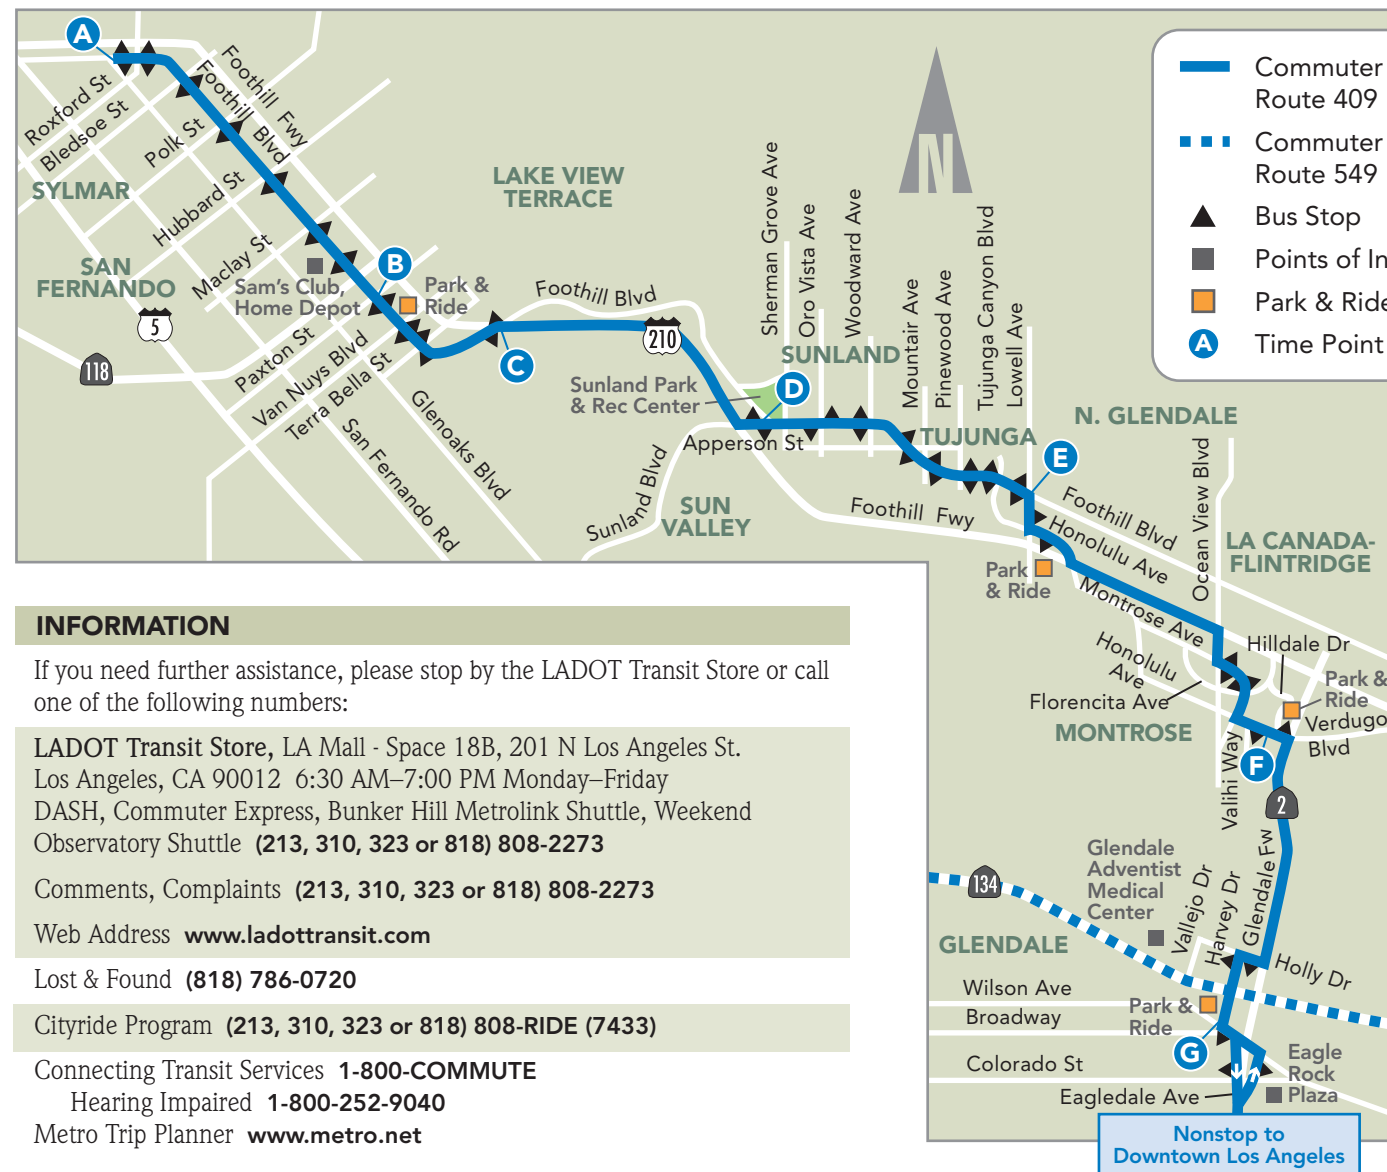 A
Roxford St
Bledsoe St
Polk St
Foothill Blvd
Foothill Fwy
SYLMAR
Hubbard St
Maclay St
SAN
FERNANDO
Sam's Club,
Home Depot
B
Park &
Ride
5
118
Paxton St
Van Nuys Blvd
Terra Bella St
San Fernando Rd
Glenoaks Blvd
LAKE VIEW
TERRACE
Foothill Blvd
C
210
Sunland Park
& Rec Center
D
SUNLAND
Sherman Grove Ave
Oro Vista Ave
Woodward Ave
Mountair Ave
Pinewood Ave
Tujunga Canyon Blvd
Lowell Ave
N
Apperson St
Sunland Blvd
SUN
VALLEY
TUJUNGA
Foothill Fwy
E
N. GLENDALE
Foothill Blvd
Honolulu Ave
Ocean View Blvd
LA CANADA-
FLINTRIDGE
Park
& Ride
Montrose Ave
Honolulu
Ave
Hilldale Dr
Florencita Ave
MONTROSE
Park &
Ride
Verdugo
Blvd
Valihi Way
F
2
Glendale Fw
Glendale
Adventist
Medical
Center
134
Vallejo Dr
Harvey Dr
GLENDALE
Holly Dr
Wilson Ave
Broadway
Park &
Ride
G
Colorado St
Eagle
Rock
Plaza
Eagledale Ave
Nonstop to
Downtown Los Angeles
Commuter
Route 409
Commuter
Route 549
Bus Stop
Points of In
Park & Ride
A Time Point
INFORMATION
If you need further assistance, please stop by the LADOT Transit Store or call
one of the following numbers:
LADOT Transit Store, LA Mall - Space 18B, 201 N Los Angeles St.
Los Angeles, CA 90012 6:30 AM–7:00 PM Monday–Friday
DASH, Commuter Express, Bunker Hill Metrolink Shuttle, Weekend
Observatory Shuttle (213, 310, 323 or 818) 808-2273
Comments, Complaints (213, 310, 323 or 818) 808-2273
Web Address www.ladottransit.com
Lost & Found (818) 786-0720
Cityride Program (213, 310, 323 or 818) 808-RIDE (7433)
Connecting Transit Services 1-800-COMMUTE
Hearing Impaired 1-800-252-9040
Metro Trip Planner www.metro.net